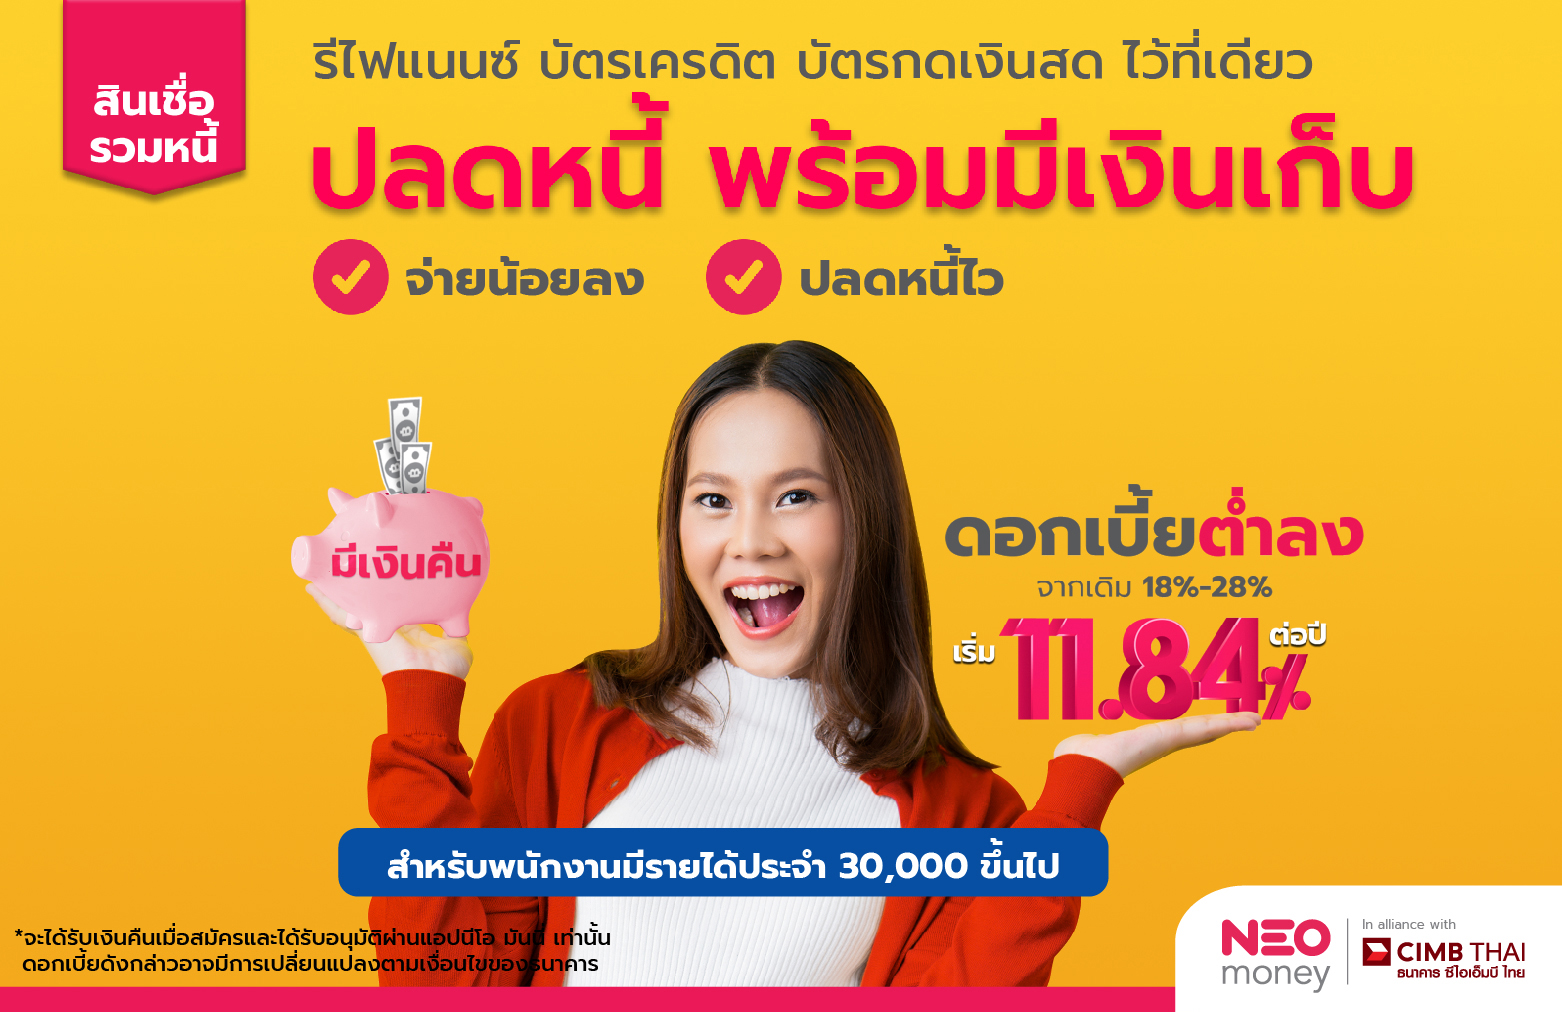 สินเชื่อ
รวมหนี้
รีไฟแนนซ์ บัตรเครดิต บัตรกดเงินสด ไว้ที่เดียว
ปลดหนี้ พร้อมมีเงินเก็บ
จ่ายน้อยลง ปลดหนี้ไว
มีเงินคืน
ดอกเบี้ยต่ำลง
จากเดิม 18%-28%
เริ่ม 11.84% ต่อปี
สำหรับพนักงานมีรายได้ประจำ 30,000 ขึ้นไป
*จะได้รับเงินคืนเมื่อสมัครและได้รับอนุมัติผ่านแอปนีโอ มันนี่ เท่านั้น
ดอกเบี้ยดังกล่าวอาจมีการเปลี่ยนแปลงตามเงื่อนไขของธนาคาร
NEO
money
In alliance with
CIMB THAI
ธนาคาร ซีไอเอ็มบี ไทย